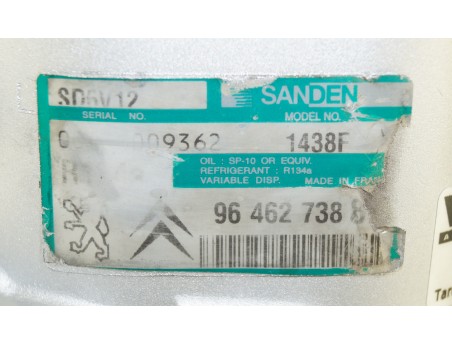 SD6V12 SANDEN
SERIAL NO. MODEL NO.
09362 1438F
OIL : SP-10 OR EQUIV.
REFRIGERANT : R134a
VARIABLE DISP. MADE IN
96 462 738